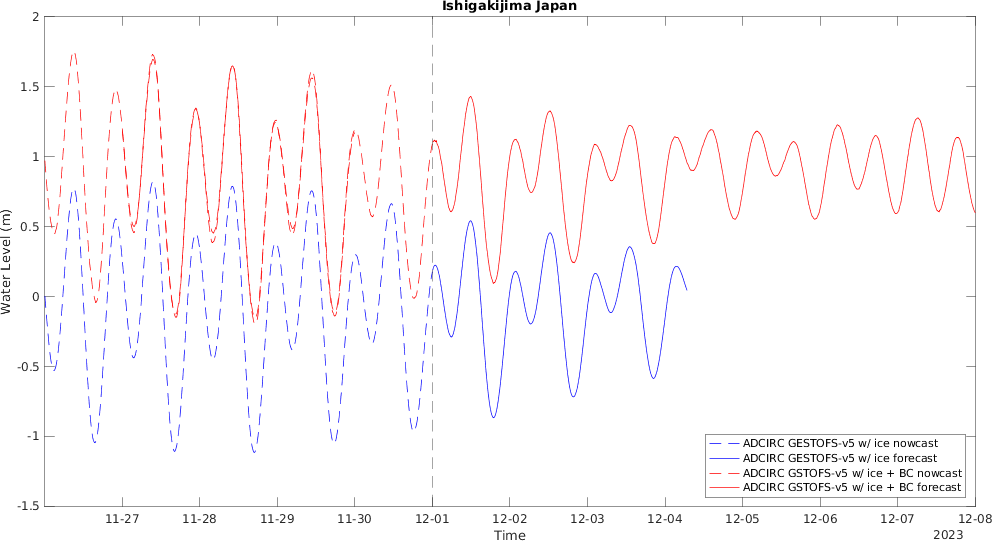 Ishigakijima Japan
2
1.5
1
0.5
0
-0.5
-1
-1.5
Water Level (m)
ADCIRC GESTOFS-v5 w/ ice nowcast
ADCIRC GESTOFS-v5 w/ ice forecast
ADCIRC GSTOFS-v5 w/ ice + BC nowcast
ADCIRC GSTOFS-v5 w/ ice + BC forecast
11-27 11-28 11-29 11-30 12-01 12-02 12-03 12-04 12-05 12-06 12-07 12-08
Time
2023